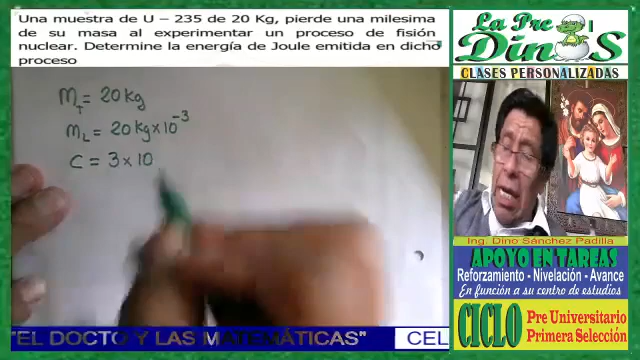 Una muestra de U – 235 de 20 Kg, pierde una milesima
de su masa al experimentar un proceso de fisión
nuclear. Determine la energía de Joule emitida en dicho
proceso
M_T = 20 kg
m_L = 20 kg × 10⁻³
C = 3 × 10
"EL DOCTO Y LAS MATEMÁTICAS" CEL
La Pre
DinoS
CLASES PERSONALIZADAS
Ing. Dino Sánchez Padilla
APOYO EN TAREAS
Reforzamiento - Nivelación - Avance
En función a su centro de estudios
CICLO Pre Universitario
Primera Selección